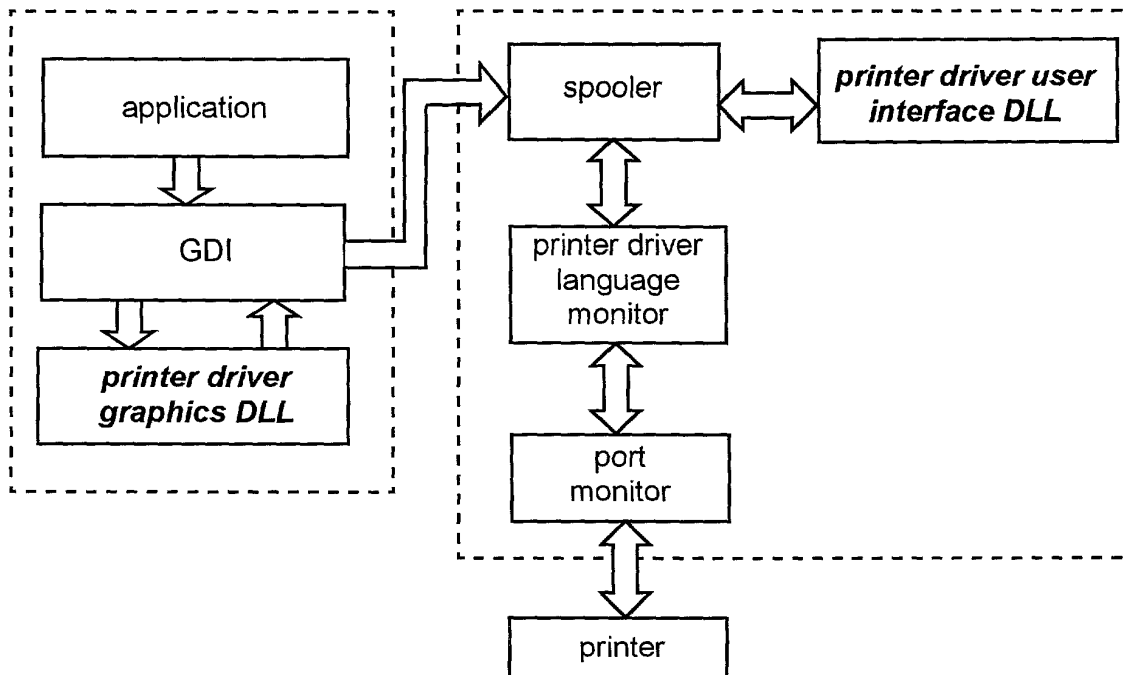 application
GDI
printer driver
graphics DLL
spooler
printer driver user
interface DLL
printer driver
language
monitor
port
monitor
printer